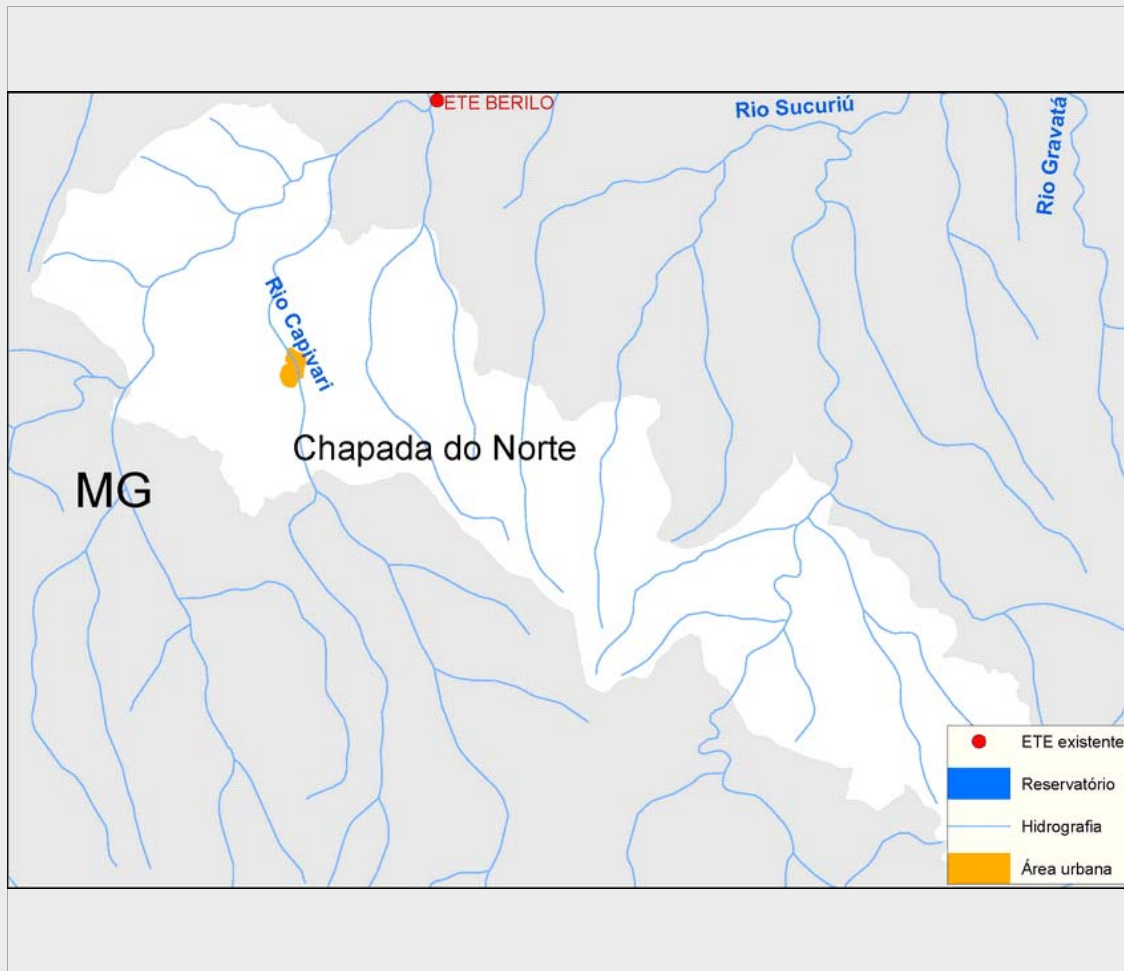 ETE BERILO
Rio Sucuriú
Rio Gravatá
Rio Capivari
Chapada do Norte
MG
ETE existente
Reservatório
Hidrografia
Área urbana